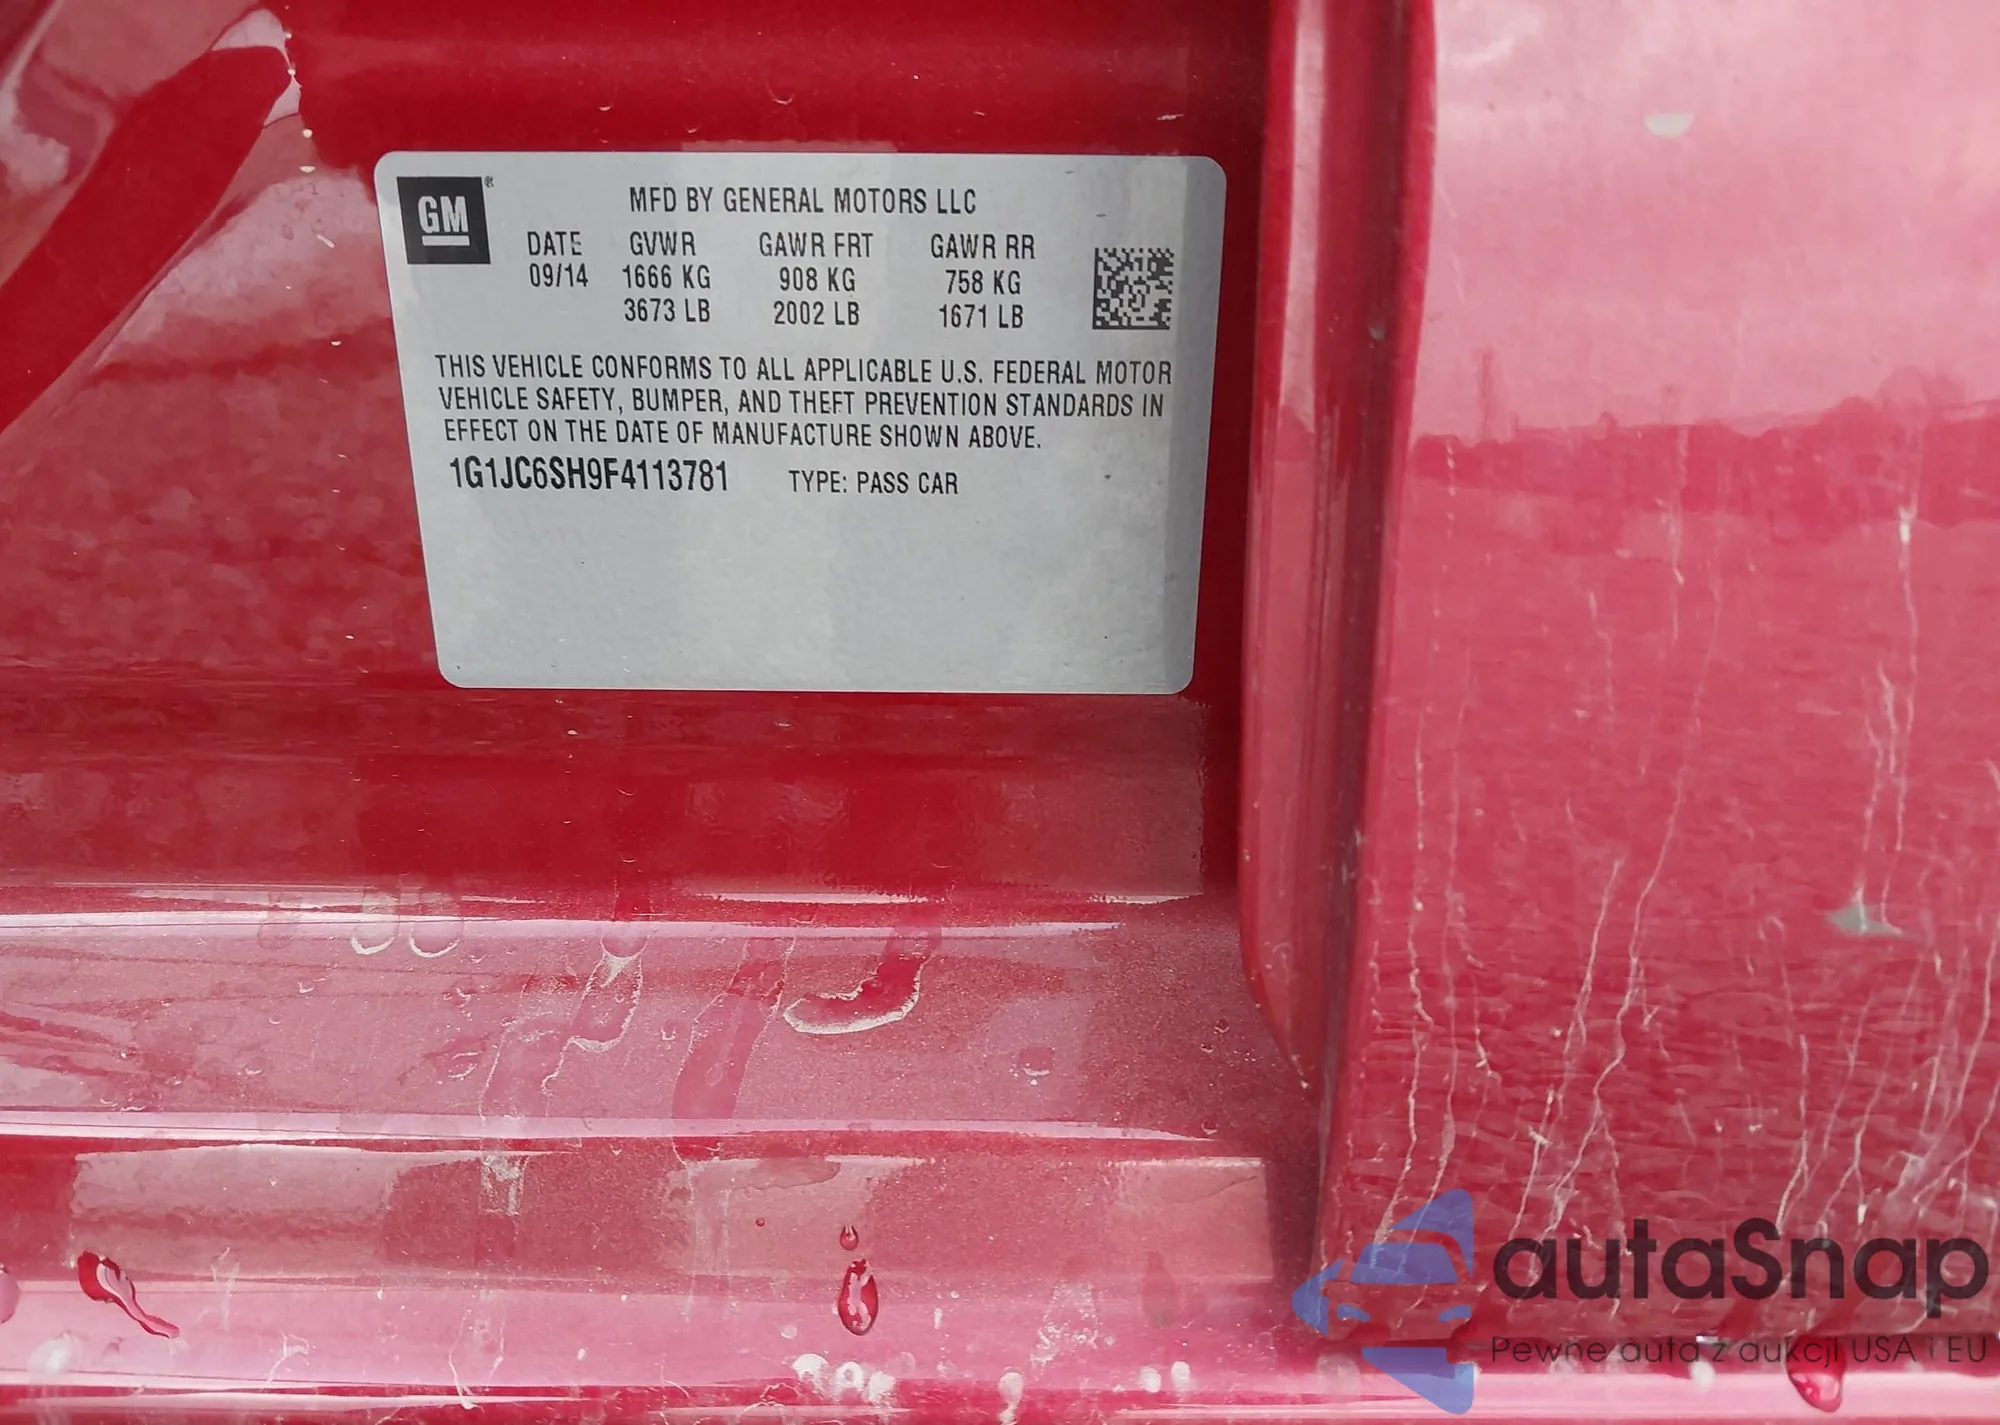 GM®
MFD BY GENERAL MOTORS LLC
DATE GVWR GAWR FRT GAWR RR
09/14 1666 KG 908 KG 758 KG
3673 LB 2002 LB 1671 LB
THIS VEHICLE CONFORMS TO ALL APPLICABLE U.S. FEDERAL MOTOR
VEHICLE SAFETY, BUMPER, AND THEFT PREVENTION STANDARDS IN
EFFECT ON THE DATE OF MANUFACTURE SHOWN ABOVE.
1G1JC6SH9F4113781 TYPE: PASS CAR
autaSnap
Pewne auta z aukcji USA i EU